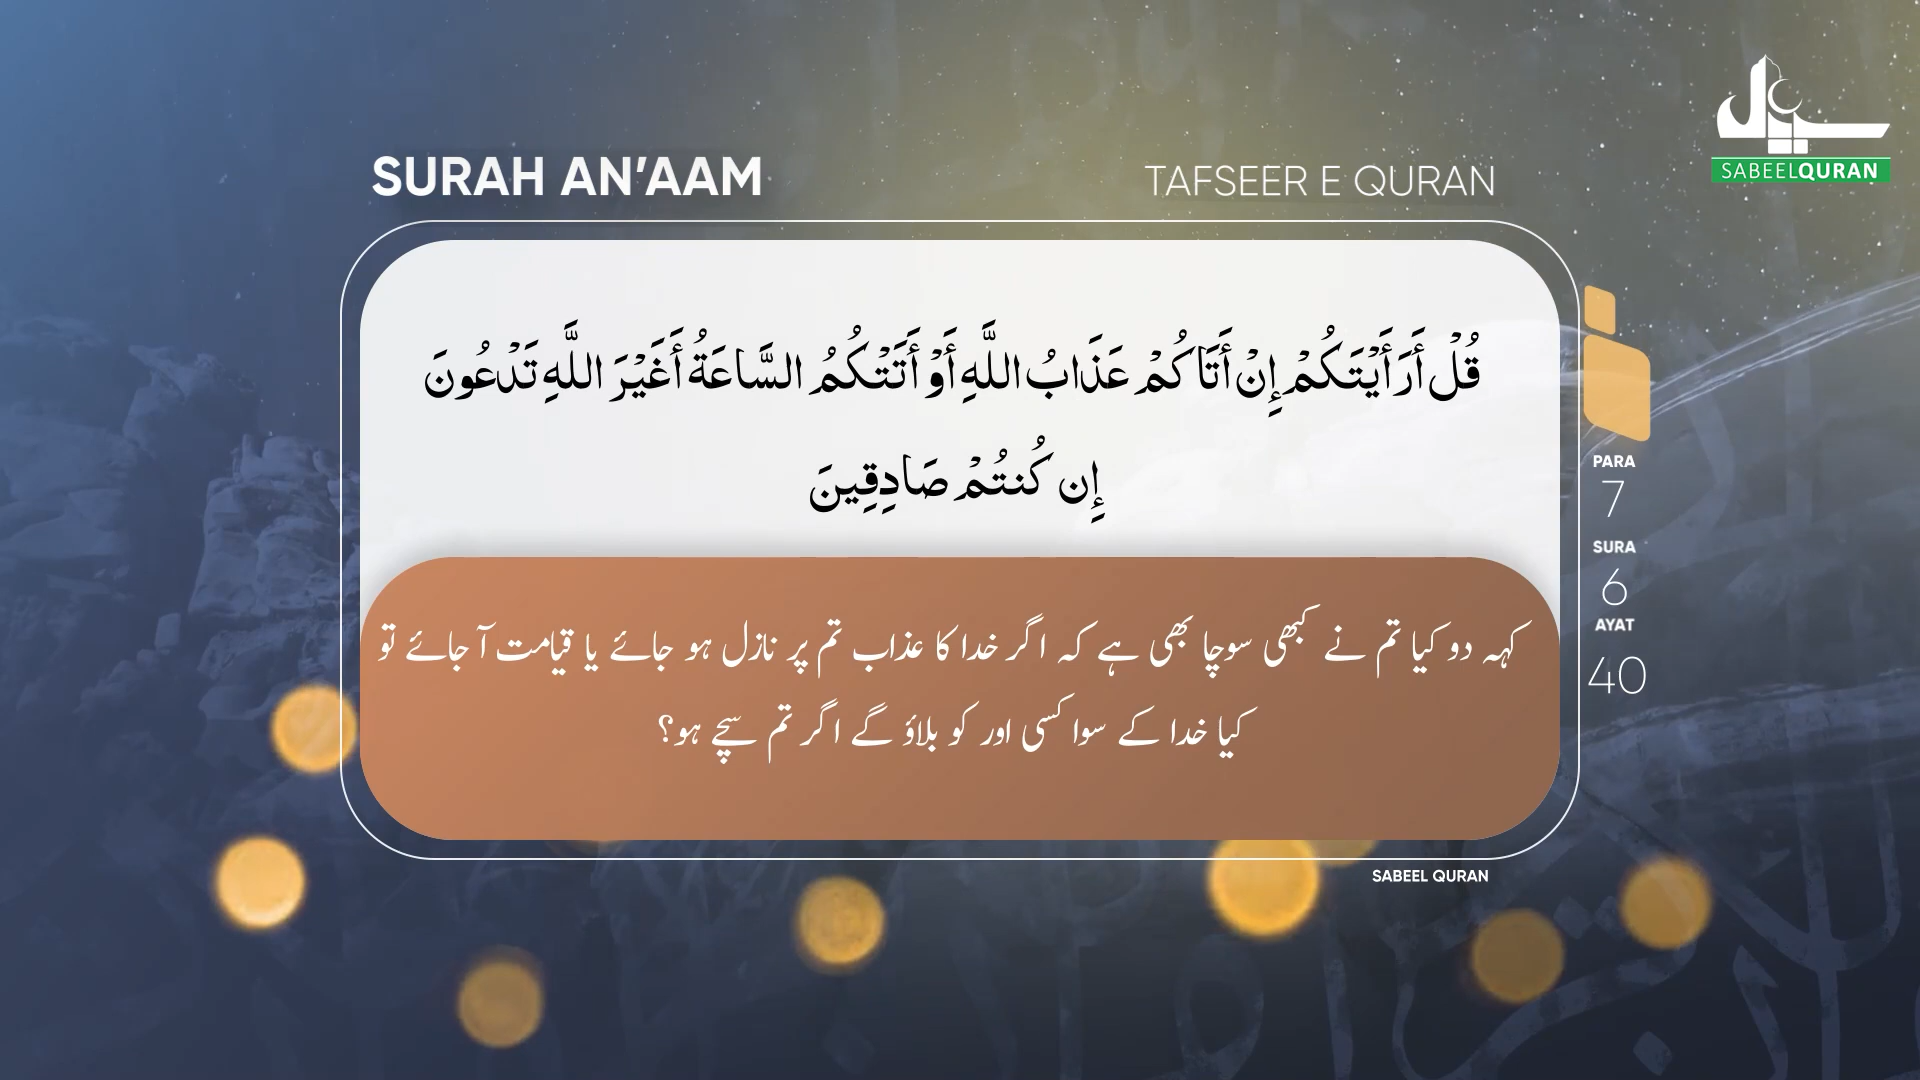 سبیل
SABEELQURAN
SURAH AN'AAM
TAFSEER E QURAN
قُلْ أَرَأَيْتَكُمْ إِنْ أَتَاكُمْ عَذَابُ اللَّهِ أَوْ أَتَتْكُمُ السَّاعَةُ أَغَيْرَ اللَّهِ تَدْعُونَ
إِن كُنتُمْ صَادِقِينَ
کہہ دو کیا تم نے کبھی سوچا بھی ہے کہ اگر خدا کا عذاب تم پر نازل ہو جائے یا قیامت آ جائے تو
کیا خدا کے سوا کسی اور کو بلاؤ گے اگر تم سچے ہو؟
PARA
7
SURA
6
AYAT
40
SABEEL QURAN